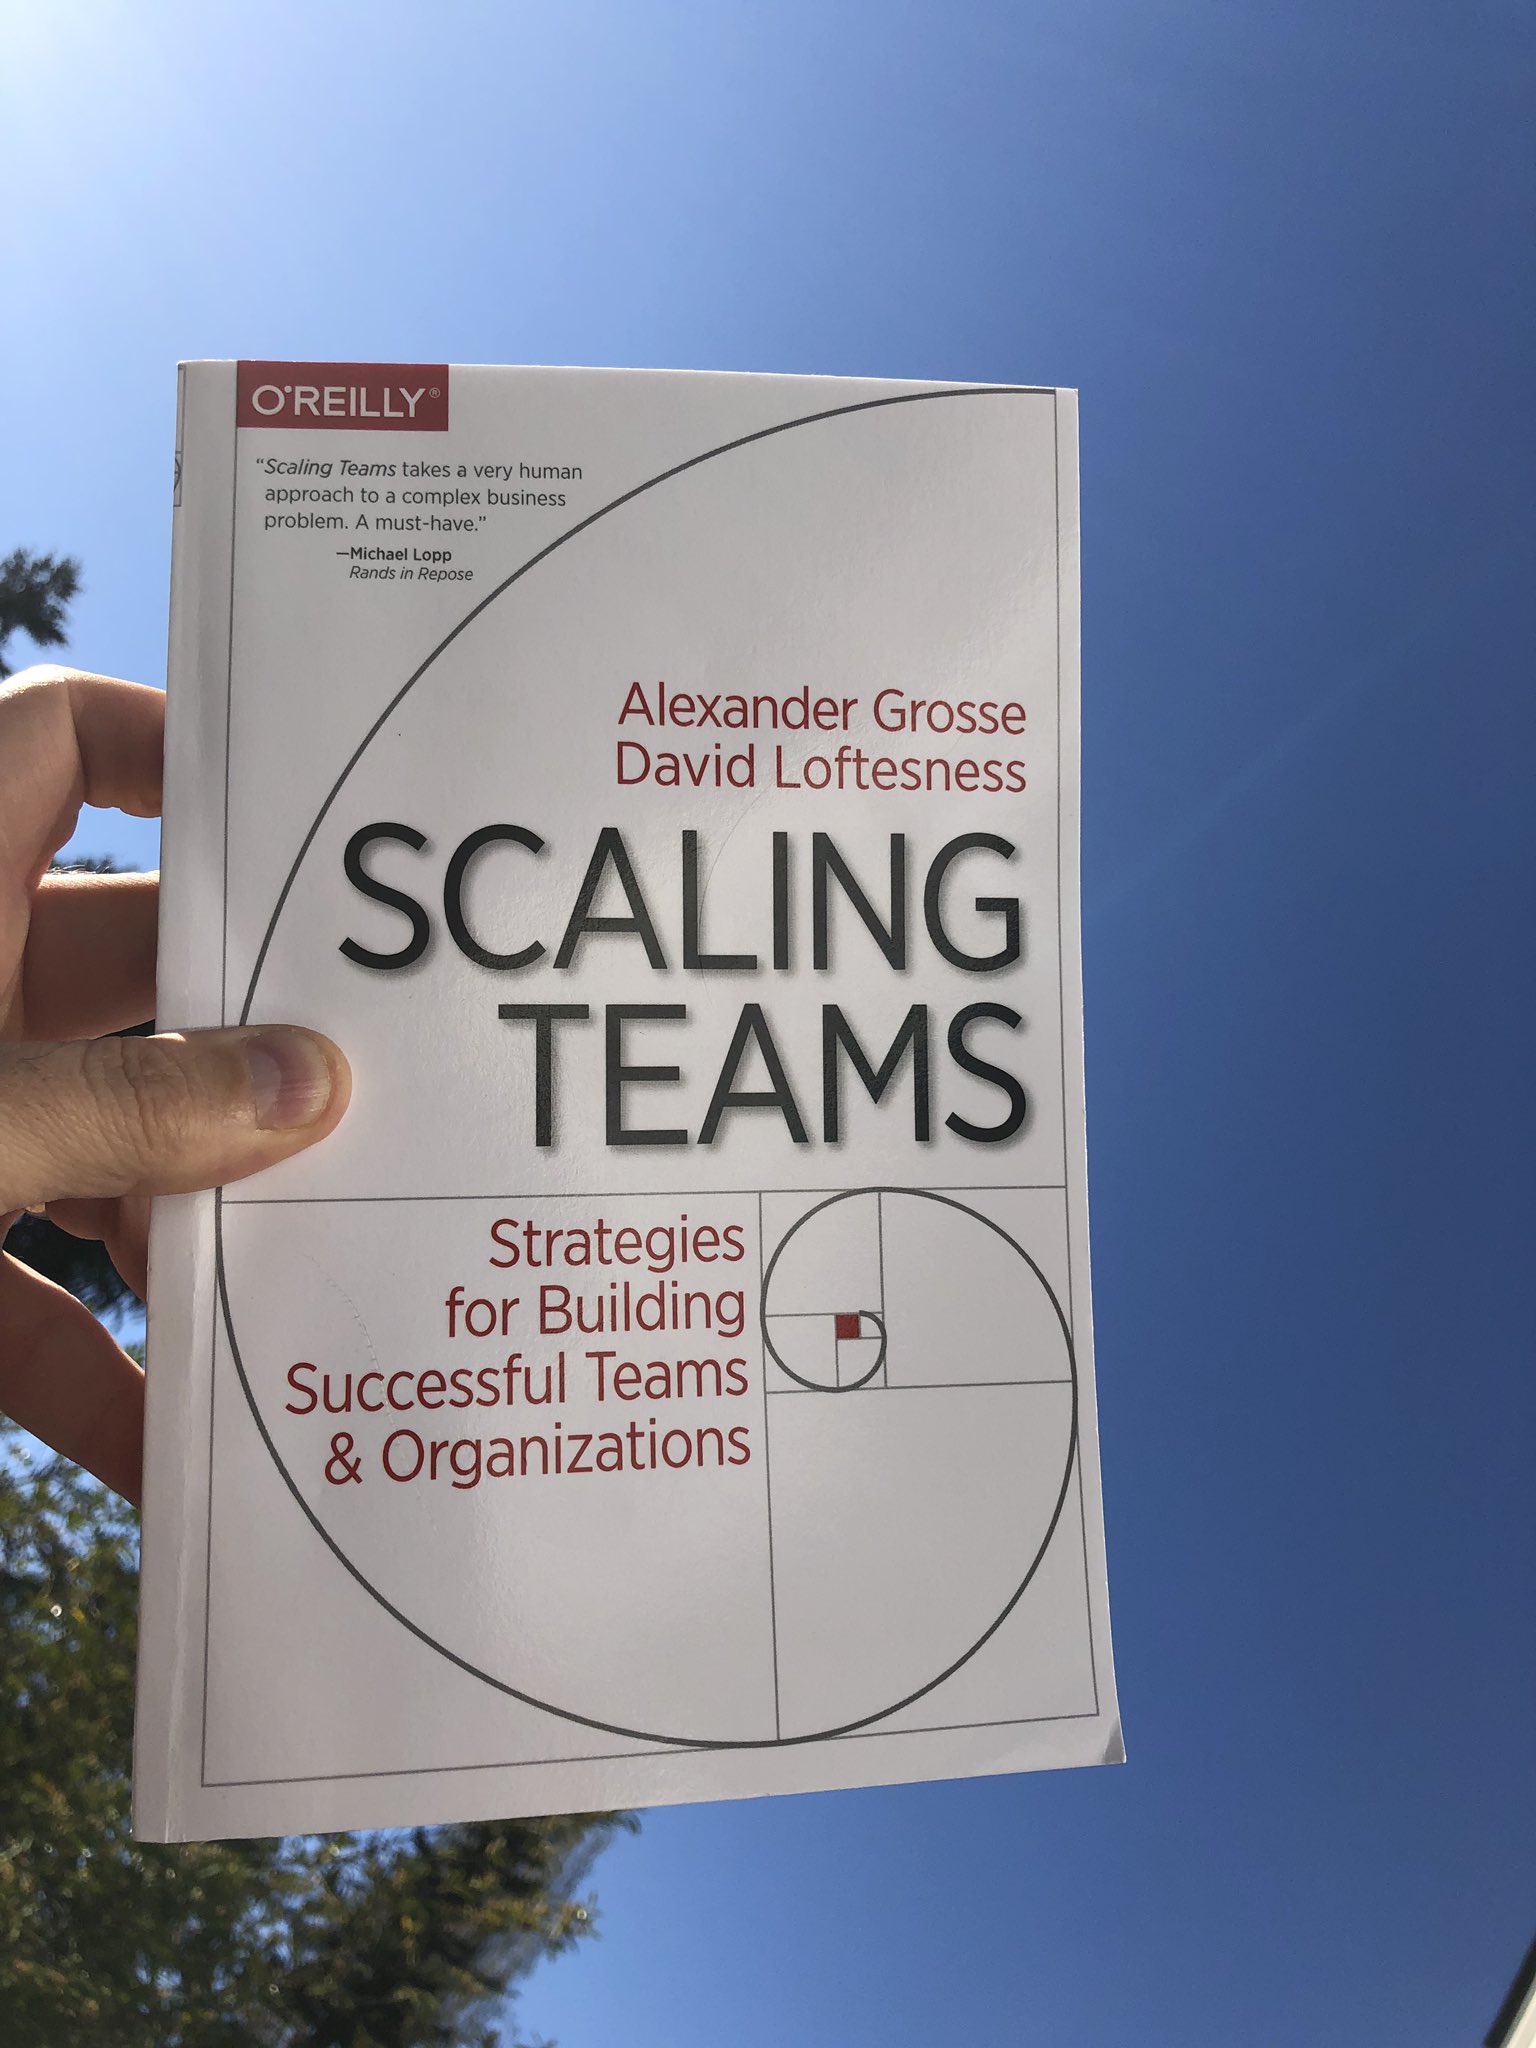 O'REILLY®
“Scaling Teams takes a very human
approach to a complex business
problem. A must-have.”
—Michael Lopp
Rands in Repose
Alexander Grosse
David Loftesness
SCALING
TEAMS
Strategies
for Building
Successful Teams
& Organizations